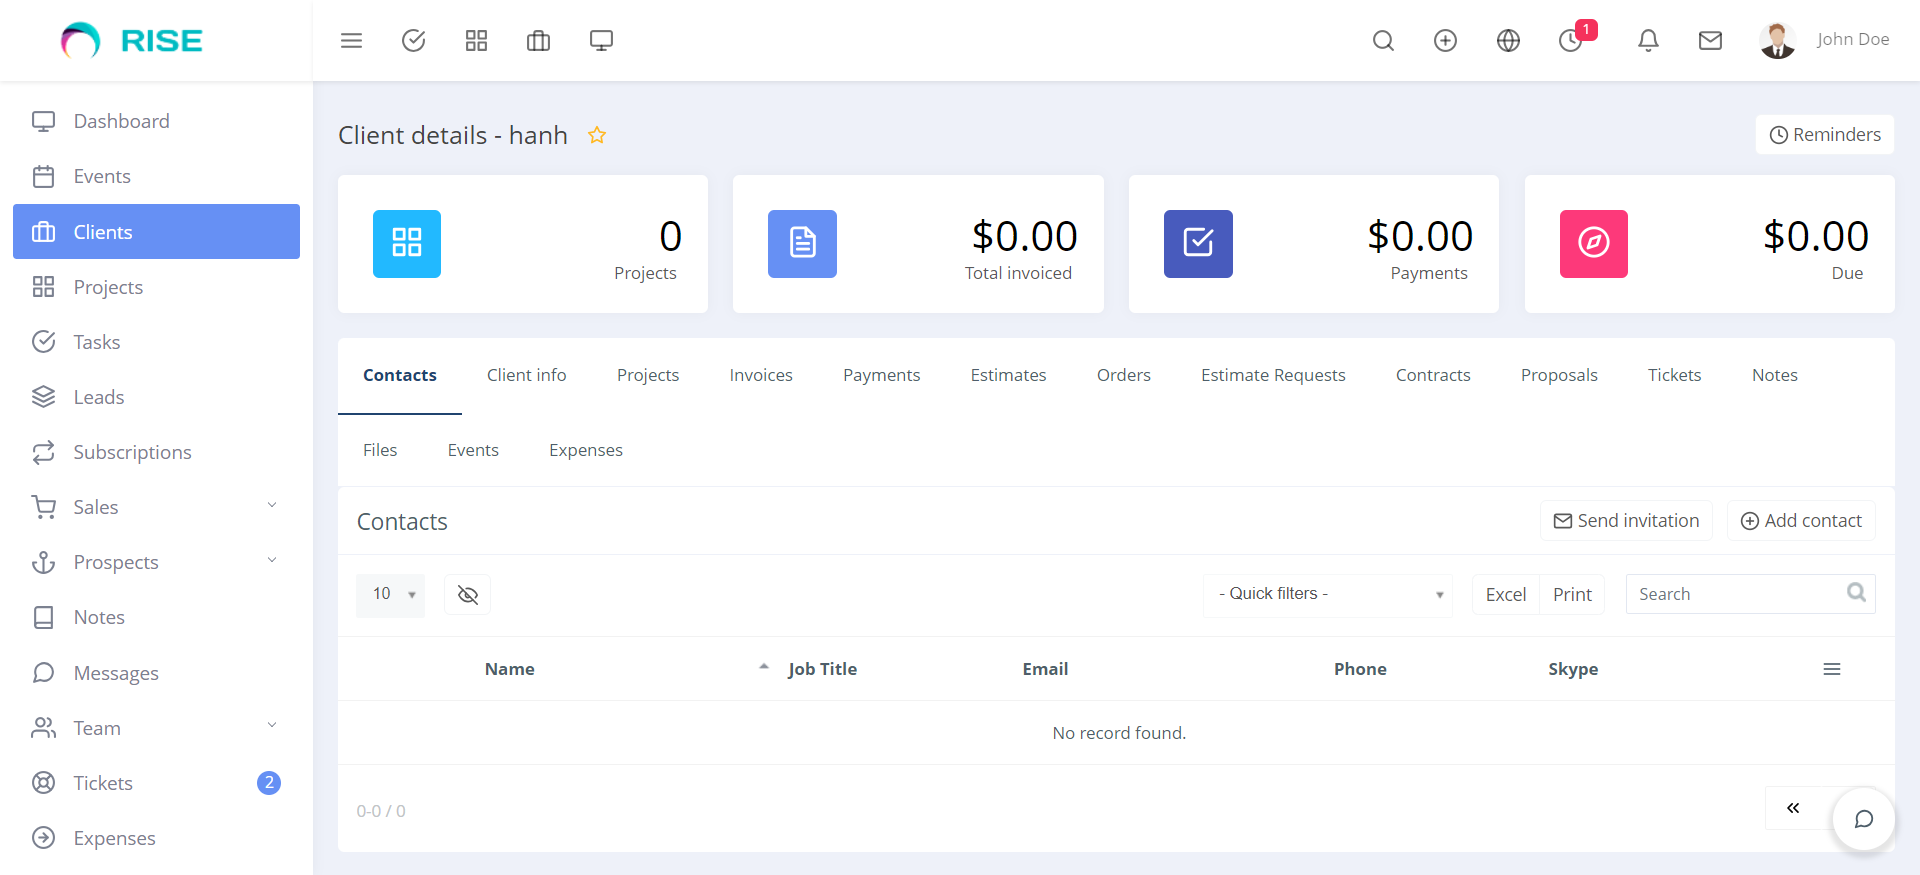 RISE
1
John Doe
Dashboard
Events
Clients
Projects
Tasks
Leads
Subscriptions
Sales
Prospects
Notes
Messages
Team
Tickets 2
Expenses
Client details - hanh
Reminders
0
Projects
$0.00
Total invoiced
$0.00
Payments
$0.00
Due
Contacts Client info Projects Invoices Payments Estimates Orders Estimate Requests Contracts Proposals Tickets Notes
Files Events Expenses
Contacts
Send invitation
Add contact
10
- Quick filters -
Excel Print
Search
Name Job Title Email Phone Skype
No record found.
0-0 / 0